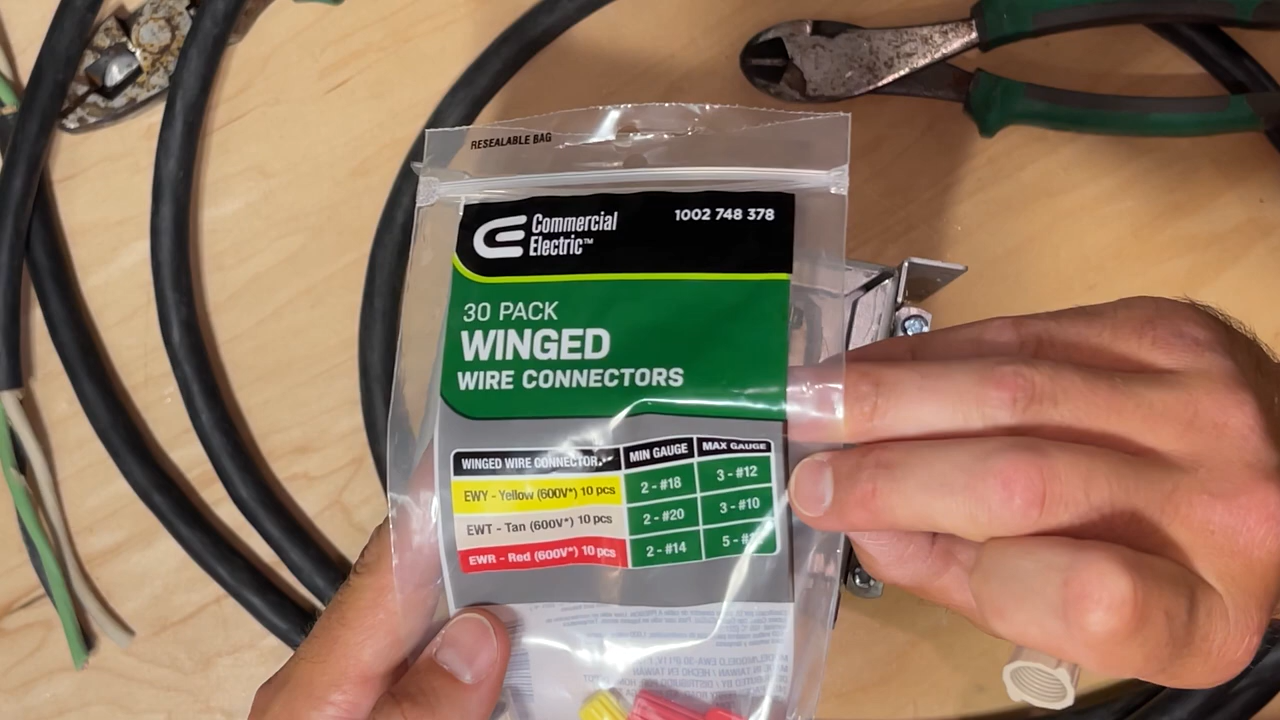 RESEALABLE BAG
Commercial
Electric™
1002 748 378
30 PACK
WINGED
WIRE CONNECTORS
WINGED WIRE CONNECTOR MIN GAUGE MAX GAUGE
EWY - Yellow (600V*) 10 pcs 2 - #18 3 - #12
EWT - Tan (600V*) 10 pcs 2 - #20 3 - #10
EWR - Red (600V*) 10 pcs 2 - #14 5 -